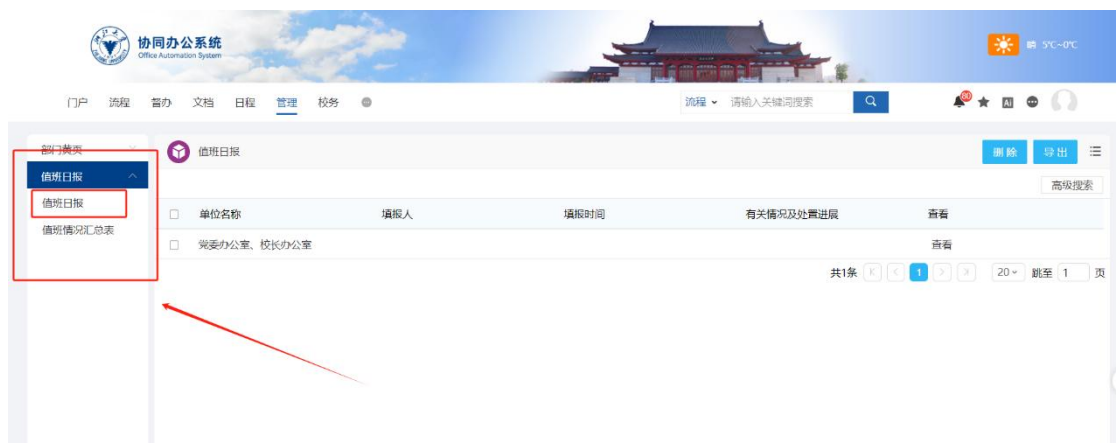 协同办公系统
Office Automation System
晴 5℃~0℃
门户 流程 督办 文档 日程 管理 校务
流程 请输入关键词搜索
80
AI
部门黄页
值班日报
删除 导出
值班日报
高级搜索
值班日报
单位名称 填报人 填报时间 有关情况及处置进展 查看
值班情况汇总表
党委办公室、校长办公室 查看
共1条 1 20 跳至 1 页